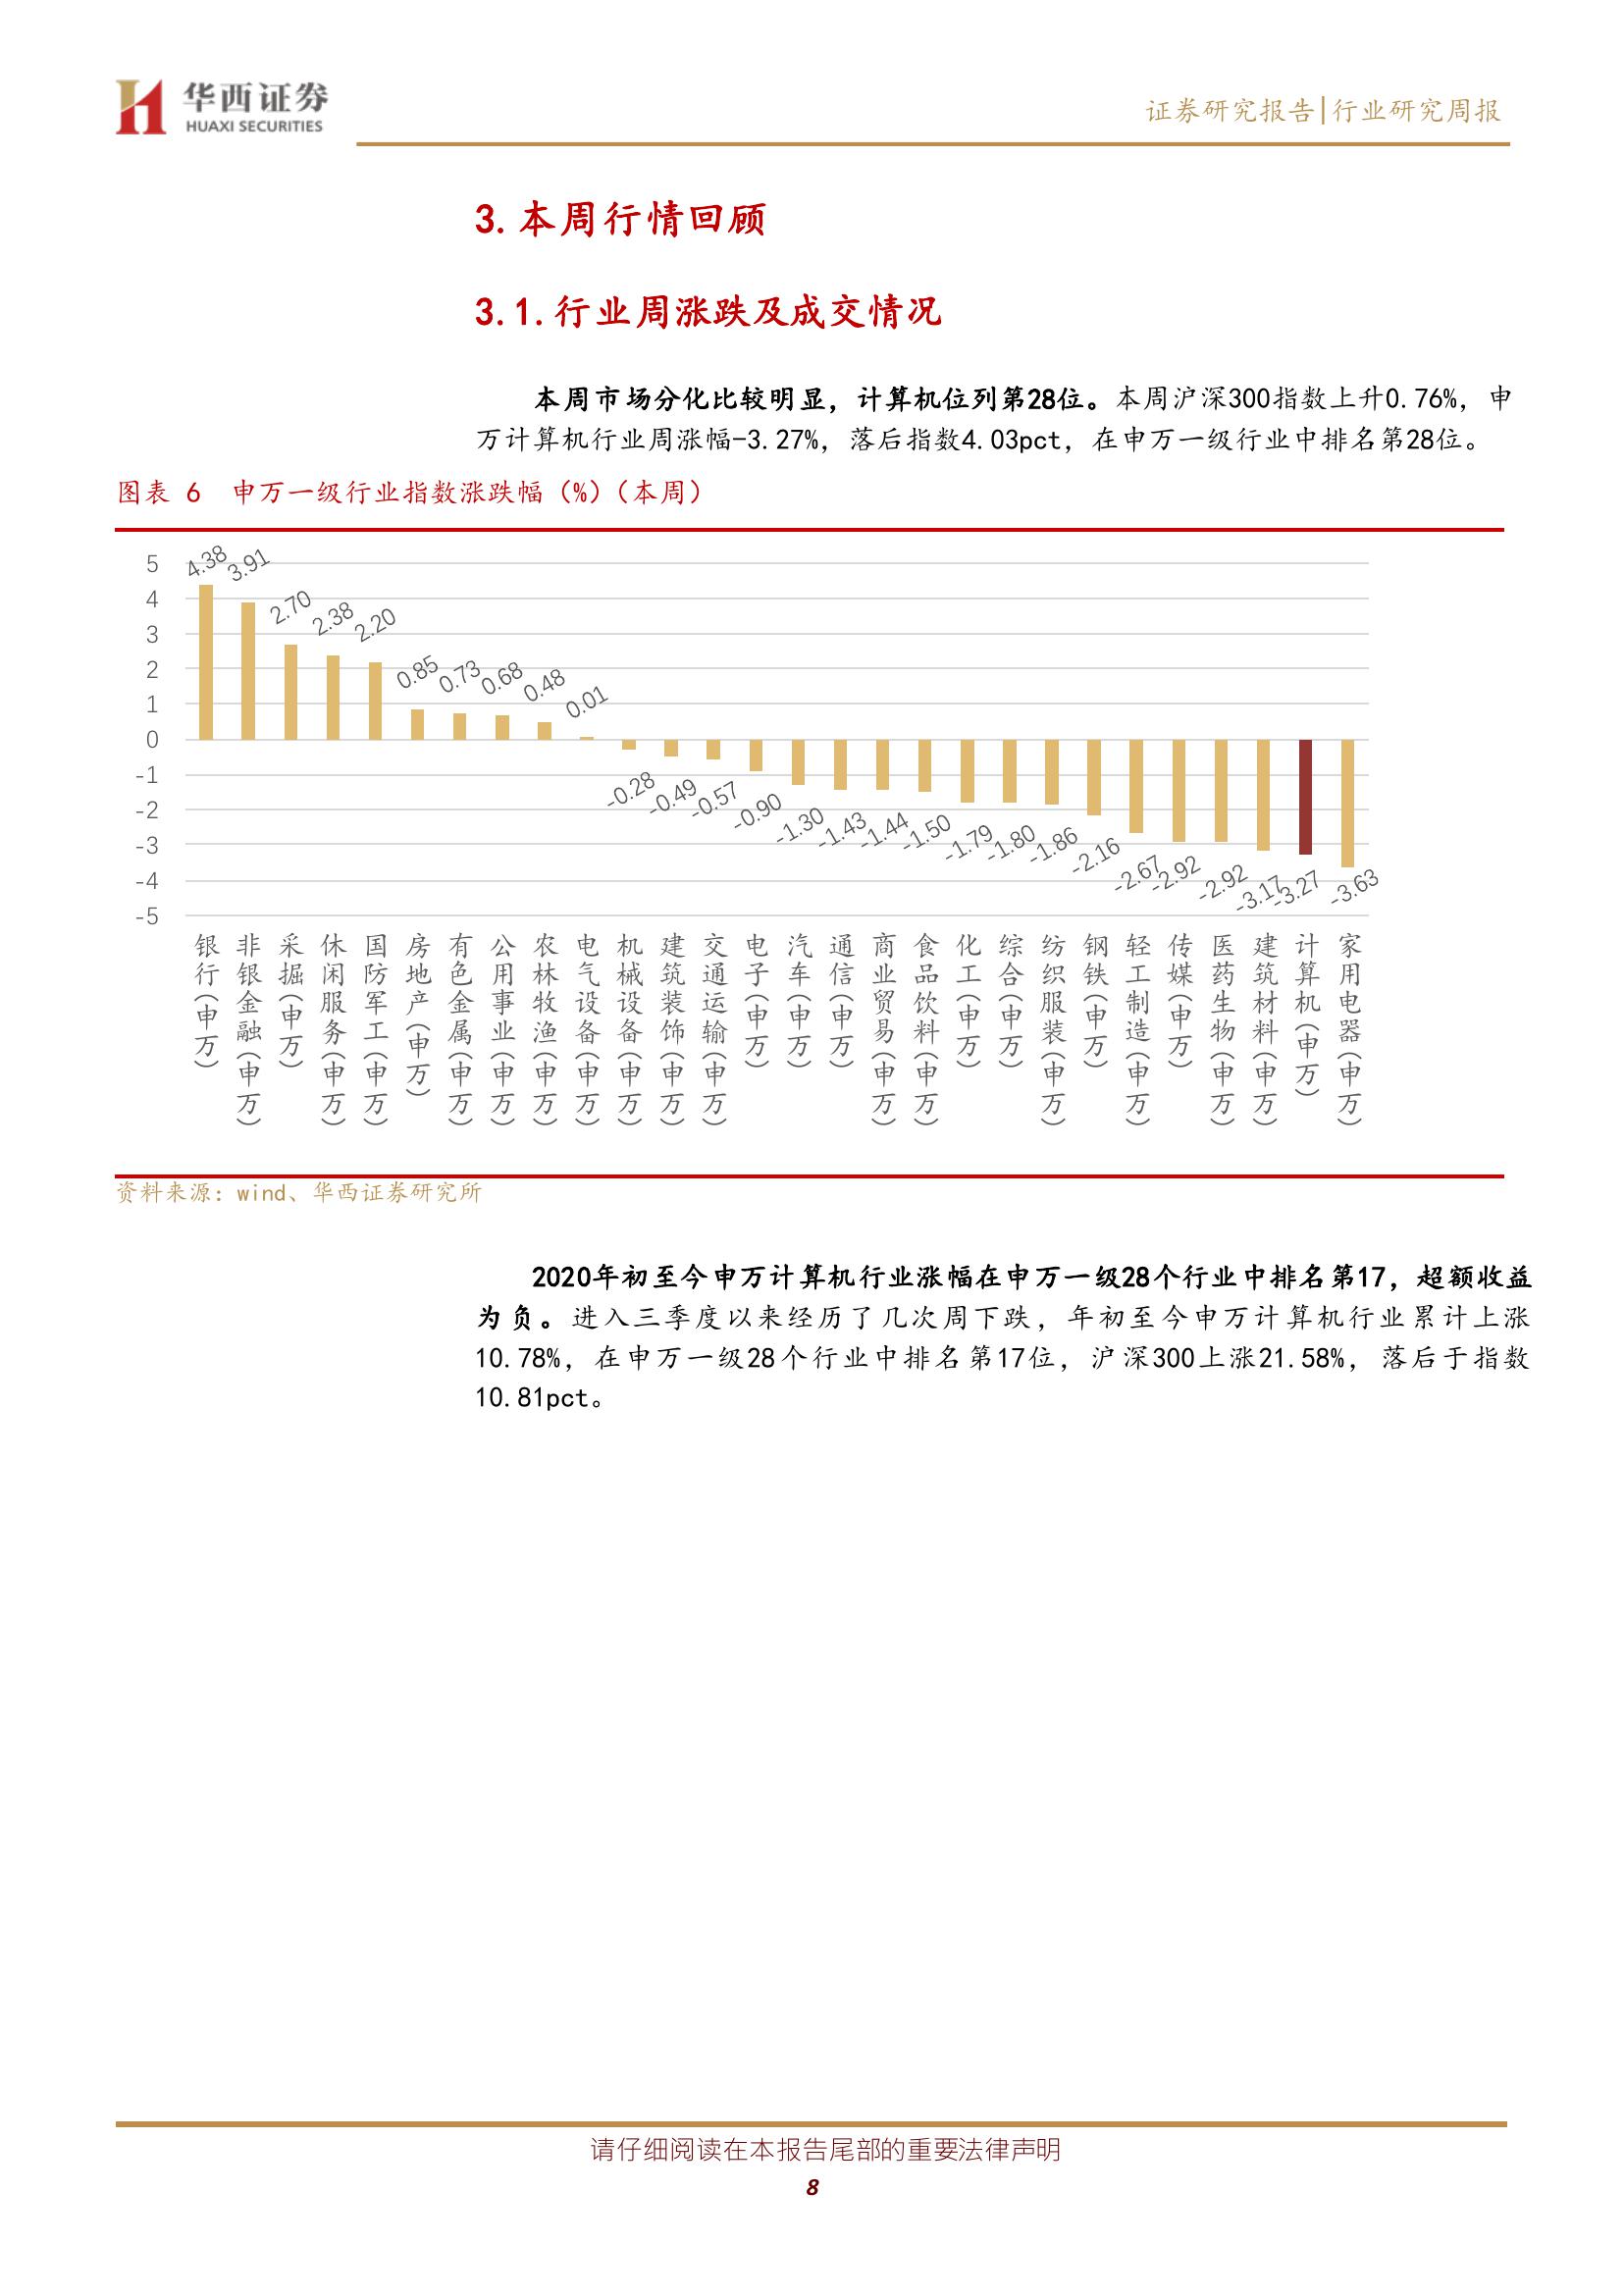 华西证券
HUAXI SECURITIES
证券研究报告|行业研究周报
3.本周行情回顾
3.1.行业周涨跌及成交情况
本周市场分化比较明显，计算机位列第28位。本周沪深300指数上升0.76%，申
万计算机行业周涨幅-3.27%，落后指数4.03pct，在申万一级行业中排名第28位。
图表 6 申万一级行业指数涨跌幅（%）（本周）
5
4
3
2
1
0
-1
-2
-3
-4
-5
4.38
3.91
2.70
2.38
2.20
0.85
0.73
0.68
0.48
0.01
-0.28
-0.49
-0.57
-0.90
-1.30
-1.43
-1.44
-1.50
-1.79
-1.80
-1.86
-2.16
-2.67
-2.92
-2.92
-3.17
-3.27
-3.63
银行(申万)
非银金融(申万)
采掘(申万)
休闲服务(申万)
国防军工(申万)
房地产(申万)
有色金属(申万)
公用事业(申万)
农林牧渔(申万)
电气设备(申万)
机械设备(申万)
建筑装饰(申万)
交通运输(申万)
电子(申万)
汽车(申万)
通信(申万)
商业贸易(申万)
食品饮料(申万)
化工(申万)
综合(申万)
纺织服装(申万)
钢铁(申万)
轻工制造(申万)
传媒(申万)
医药生物(申万)
建筑材料(申万)
计算机(申万)
家用电器(申万)
资料来源：wind、华西证券研究所
2020年初至今申万计算机行业涨幅在申万一级28个行业中排名第17，超额收益
为负。进入三季度以来经历了几次周下跌，年初至今申万计算机行业累计上涨
10.78%，在申万一级28个行业中排名第17位，沪深300上涨21.58%，落后于指数
10.81pct。
请仔细阅读在本报告尾部的重要法律声明
8